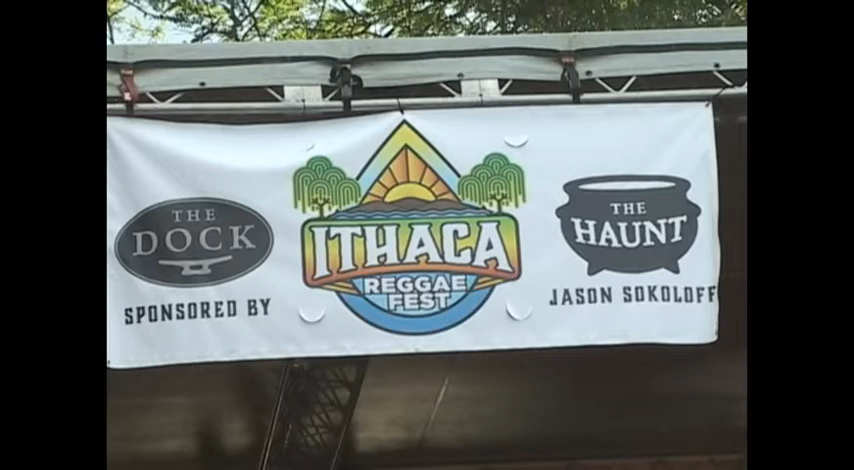 THE
DOCK
SPONSORED BY
ITHACA
REGGAE
FEST
THE
HAUNT
JASON SOKOLOFF